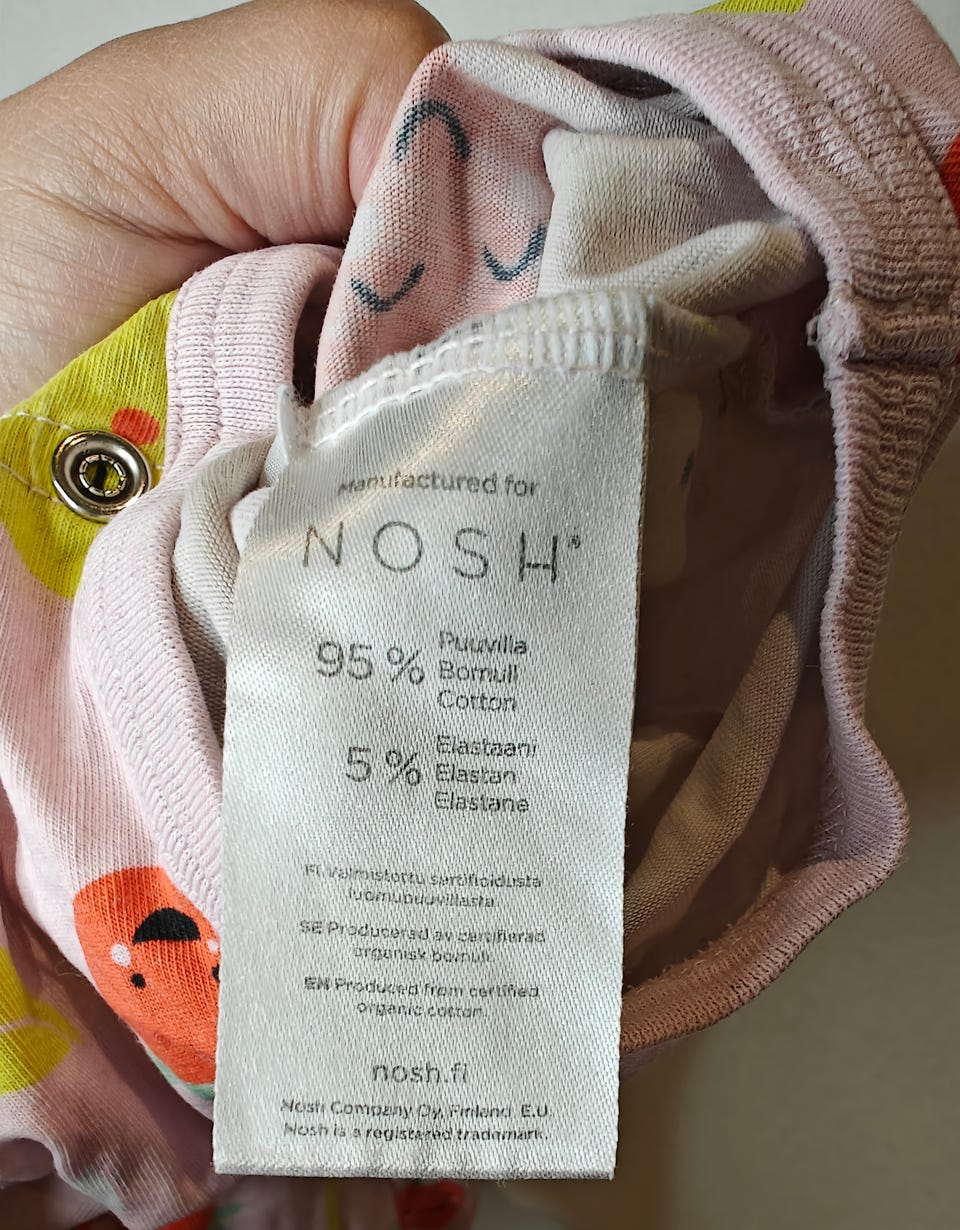 Manufactured for
NOSH®
95 % Puuvilla
Bomull
Cotton
5 % Elastaani
Elastan
Elastane
FI Valmistettu sertifioidusta
luomupuuvillasta.
SE Producerad av certifierad
organisk bomull.
EN Produced from certified
organic cotton.
nosh.fi
Nosh Company Oy, Finland, E.U.
Nosh is a registered trademark.